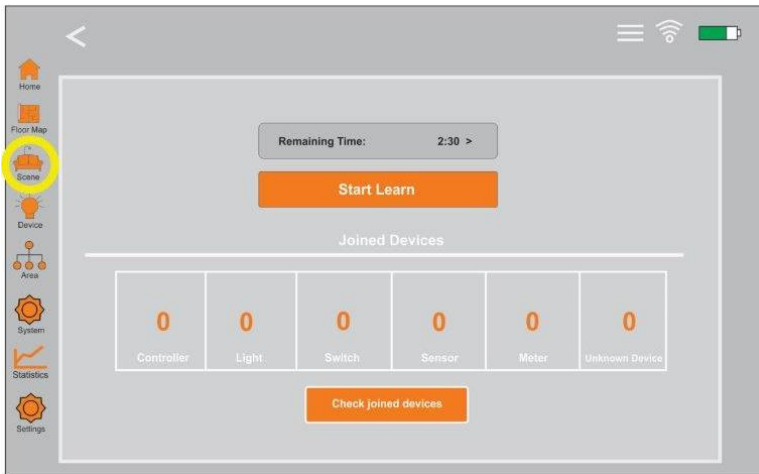 Home
Floor Map
Scene
Device
Area
System
Statistics
Settings
Remaining Time: 2:30 >
Start Learn
Joined Devices
0 0 0 0 0 0
Controller Light Switch Sensor Meter Unknown Device
Check joined devices